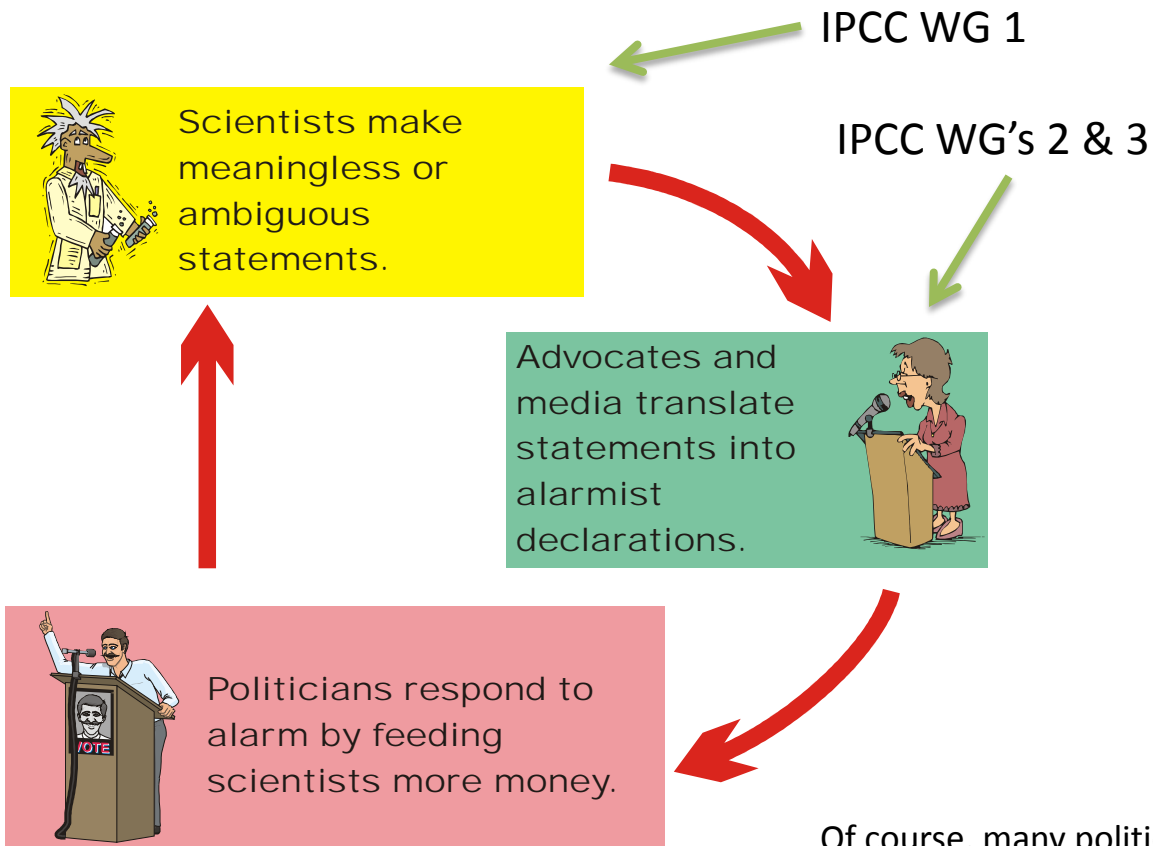 IPCC WG 1
Scientists make
meaningless or
ambiguous
statements.
IPCC WG’s 2 & 3
Advocates and
media translate
statements into
alarmist
declarations.
Politicians respond to
alarm by feeding
scientists more money.
VOTE
Of course, many politi